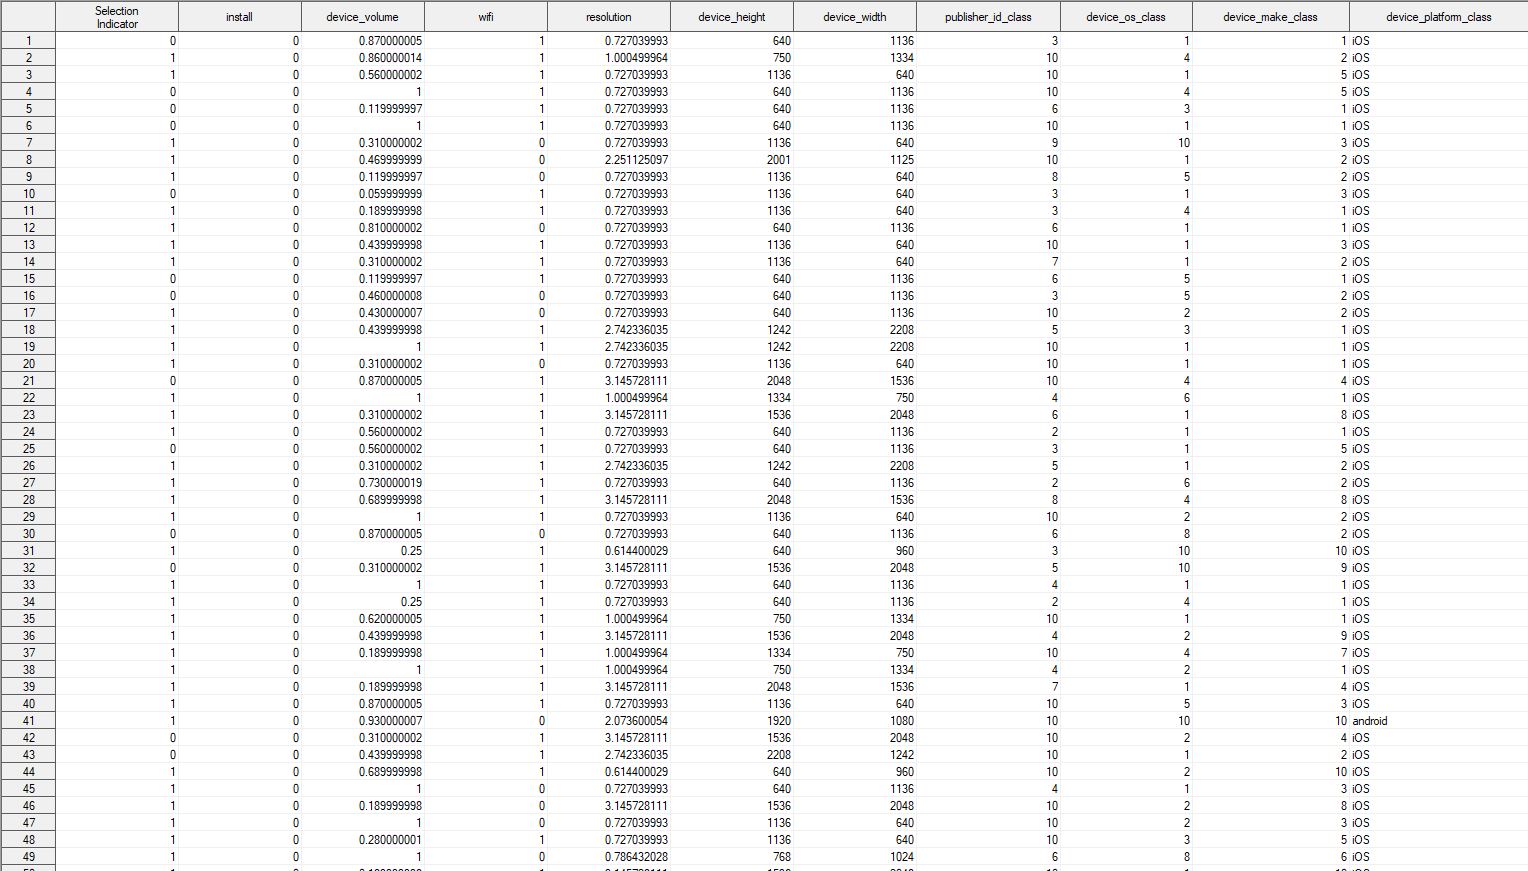 Selection Indicator install device_volume wifi resolution device_height device_width publisher_id_class device_os_class device_make_class device_platform_class
1 0 0 0.870000005 1 0.727039993 640 1136 3 1 1 iOS
2 1 0 0.860000014 1 1.000499964 750 1334 10 4 2 iOS
3 1 0 0.560000002 1 0.727039993 1136 640 10 1 5 iOS
4 0 0 1 1 0.727039993 640 1136 10 4 5 iOS
5 0 0 0.119999997 1 0.727039993 640 1136 6 3 1 iOS
6 0 0 1 1 0.727039993 640 1136 10 1 1 iOS
7 1 0 0.310000002 0 0.727039993 1136 640 9 10 3 iOS
8 1 0 0.469999999 0 2.251125097 2001 1125 10 1 2 iOS
9 1 0 0.119999997 0 0.727039993 1136 640 8 5 2 iOS
10 0 0 0.059999999 1 0.727039993 1136 640 3 1 3 iOS
11 1 0 0.189999998 1 0.727039993 1136 640 3 4 1 iOS
12 1 0 0.810000002 0 0.727039993 640 1136 6 1 1 iOS
13 1 0 0.439999998 1 0.727039993 1136 640 10 1 3 iOS
14 1 0 0.310000002 1 0.727039993 1136 640 7 1 2 iOS
15 0 0 0.119999997 1 0.727039993 640 1136 6 5 1 iOS
16 0 0 0.460000008 0 0.727039993 640 1136 3 5 2 iOS
17 1 0 0.430000007 0 0.727039993 640 1136 10 2 2 iOS
18 1 0 0.439999998 1 2.742336035 1242 2208 5 3 1 iOS
19 1 0 1 1 2.742336035 1242 2208 10 1 1 iOS
20 1 0 0.310000002 0 0.727039993 1136 640 10 1 1 iOS
21 0 0 0.870000005 1 3.145728111 2048 1536 10 4 4 iOS
22 1 0 1 1 1.000499964 1334 750 4 6 1 iOS
23 1 0 0.310000002 1 3.145728111 1536 2048 6 1 8 iOS
24 1 0 0.560000002 1 0.727039993 640 1136 2 1 1 iOS
25 0 0 0.560000002 1 0.727039993 640 1136 3 1 5 iOS
26 1 0 0.310000002 1 2.742336035 1242 2208 5 1 2 iOS
27 1 0 0.730000019 1 0.727039993 640 1136 2 6 2 iOS
28 1 0 0.689999998 1 3.145728111 2048 1536 8 4 8 iOS
29 1 0 1 1 0.727039993 1136 640 10 2 2 iOS
30 0 0 0.870000005 0 0.727039993 640 1136 6 8 2 iOS
31 1 0 0.25 1 0.614400029 640 960 3 10 10 iOS
32 0 0 0.310000002 1 3.145728111 1536 2048 5 10 9 iOS
33 1 0 1 1 0.727039993 640 1136 4 1 1 iOS
34 1 0 0.25 1 0.727039993 640 1136 2 4 1 iOS
35 1 0 0.620000005 1 1.000499964 750 1334 10 1 1 iOS
36 1 0 0.439999998 1 3.145728111 1536 2048 4 2 9 iOS
37 1 0 0.189999998 1 1.000499964 1334 750 10 4 7 iOS
38 1 0 1 1 1.000499964 750 1334 4 2 1 iOS
39 1 0 0.189999998 1 3.145728111 2048 1536 7 1 4 iOS
40 1 0 0.870000005 1 0.727039993 1136 640 10 5 3 iOS
41 1 0 0.930000007 0 2.073600054 1920 1080 10 10 10 android
42 0 0 0.310000002 1 3.145728111 1536 2048 10 2 4 iOS
43 0 0 0.439999998 1 2.742336035 2208 1242 10 1 2 iOS
44 1 0 0.689999998 1 0.614400029 640 960 10 2 10 iOS
45 1 0 1 0 0.727039993 640 1136 4 1 3 iOS
46 1 0 0.189999998 0 3.145728111 1536 2048 10 2 8 iOS
47 1 0 1 0 0.727039993 1136 640 10 2 3 iOS
48 1 0 0.280000001 1 0.727039993 1136 640 10 3 5 iOS
49 1 0 1 0 0.786432028 768 1024 6 8 6 iOS